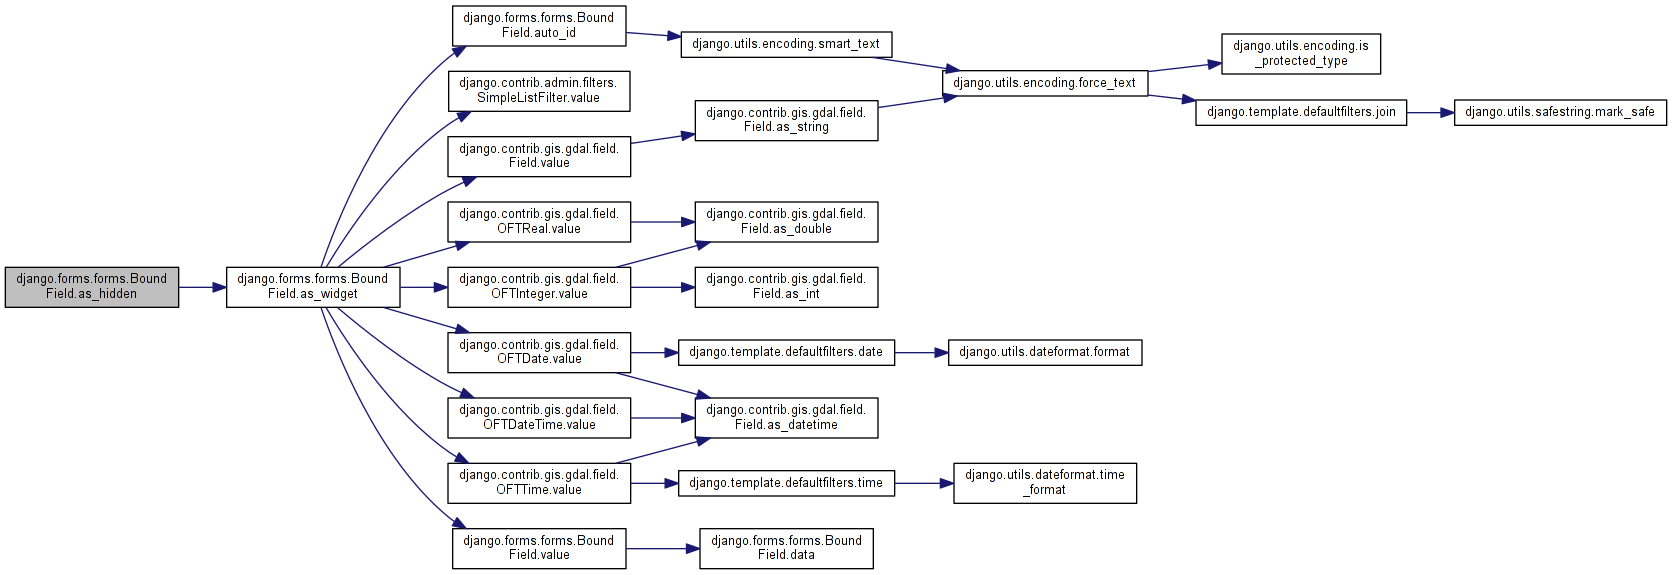 django.forms.forms.Bound
Field.as_hidden
django.forms.forms.Bound
Field.as_widget
django.forms.forms.Bound
Field.auto_id
django.contrib.admin.filters.
SimpleListFilter.value
django.contrib.gis.gdal.field.
Field.value
django.contrib.gis.gdal.field.
OFTReal.value
django.contrib.gis.gdal.field.
OFTInteger.value
django.contrib.gis.gdal.field.
OFTDate.value
django.contrib.gis.gdal.field.
OFTDateTime.value
django.contrib.gis.gdal.field.
OFTTime.value
django.forms.forms.Bound
Field.value
django.utils.encoding.smart_text
django.contrib.gis.gdal.field.
Field.as_string
django.contrib.gis.gdal.field.
Field.as_double
django.contrib.gis.gdal.field.
Field.as_int
django.template.defaultfilters.date
django.contrib.gis.gdal.field.
Field.as_datetime
django.template.defaultfilters.time
django.forms.forms.Bound
Field.data
django.utils.encoding.force_text
django.utils.dateformat.format
django.utils.dateformat.time
_format
django.utils.encoding.is
_protected_type
django.template.defaultfilters.join
django.utils.safestring.mark_safe